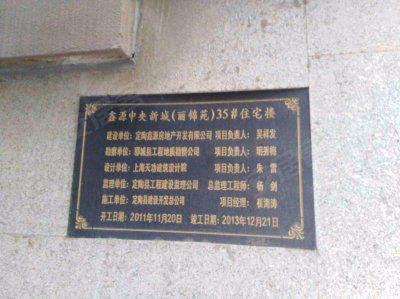 鑫源中央新城(丽锦苑)35#住宅楼
建设单位: 定陶鑫源房地产开发有限公司 项目负责人: 吴祥发
勘察单位: 鄄城县工程地质勘察公司 项目负责人: 明秀梅
设计单位: 上海天功建筑设计院 项目负责人: 朱雷
监理单位: 定陶县工程建设监理公司 总监理工程师: 杨剑
施工单位: 定陶县建设开发总公司 项目经理: 崔海涛
开工日期: 2011年11月20日 竣工日期: 2013年12月21日